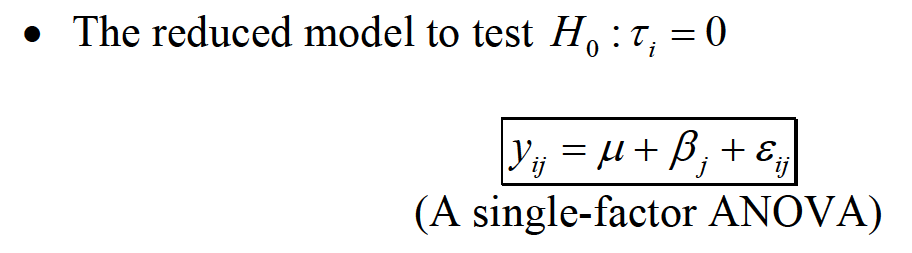 • The reduced model to test H₀ : τᵢ = 0
yᵢⱼ = μ + βⱼ + εᵢⱼ
(A single-factor ANOVA)